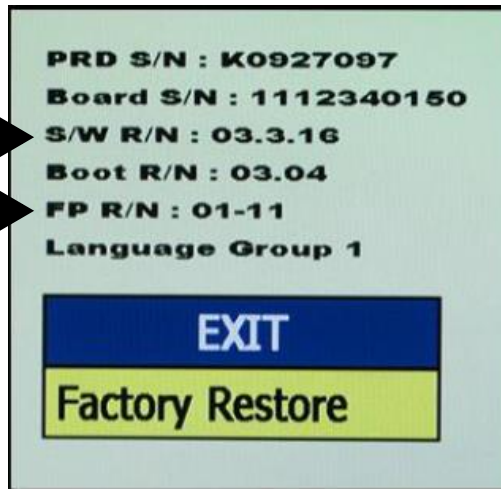 PRD S/N : K0927097
Board S/N : 1112340150
S/W R/N : 03.3.16
Boot R/N : 03.04
FP R/N : 01-11
Language Group 1
EXIT
Factory Restore